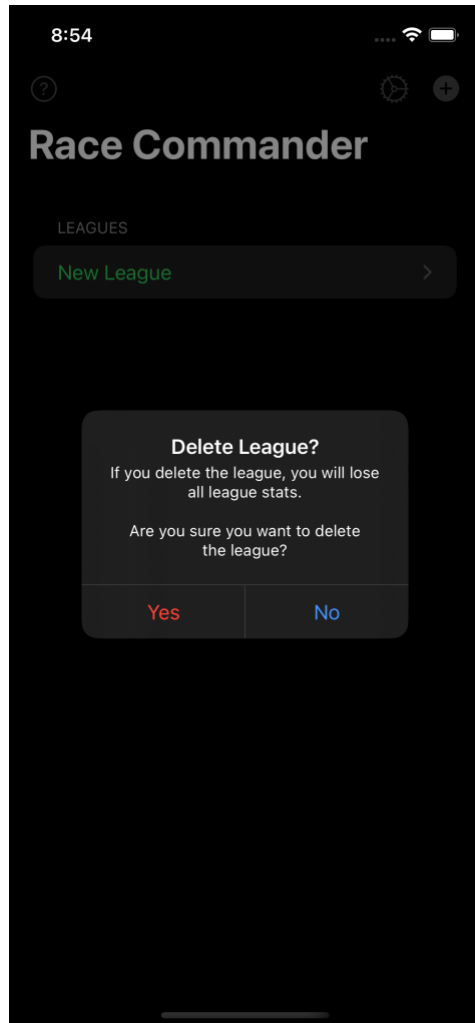 8:54
Race Commander
LEAGUES
New League
Delete League?
If you delete the league, you will lose
all league stats.
Are you sure you want to delete
the league?
Yes
No